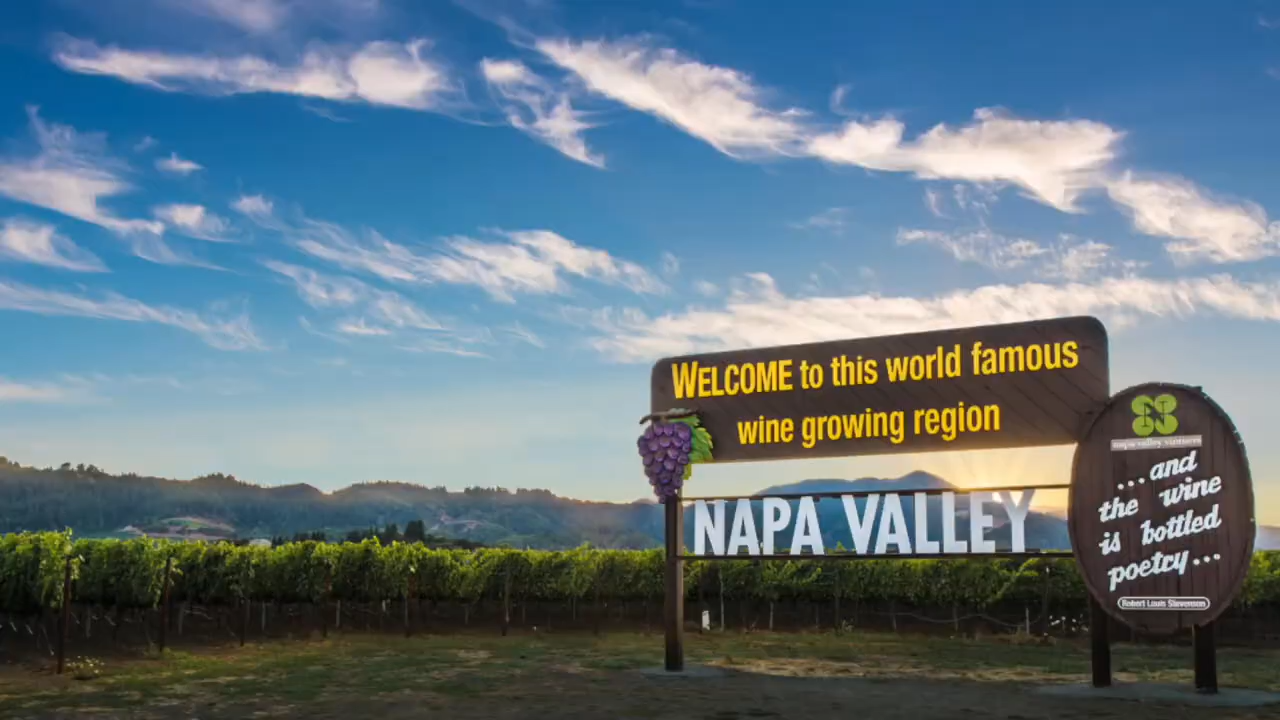 WELCOME to this world famous
wine growing region
NAPA VALLEY
napa valley vintners
...and
the wine
is bottled
poetry...
Robert Louis Stevenson